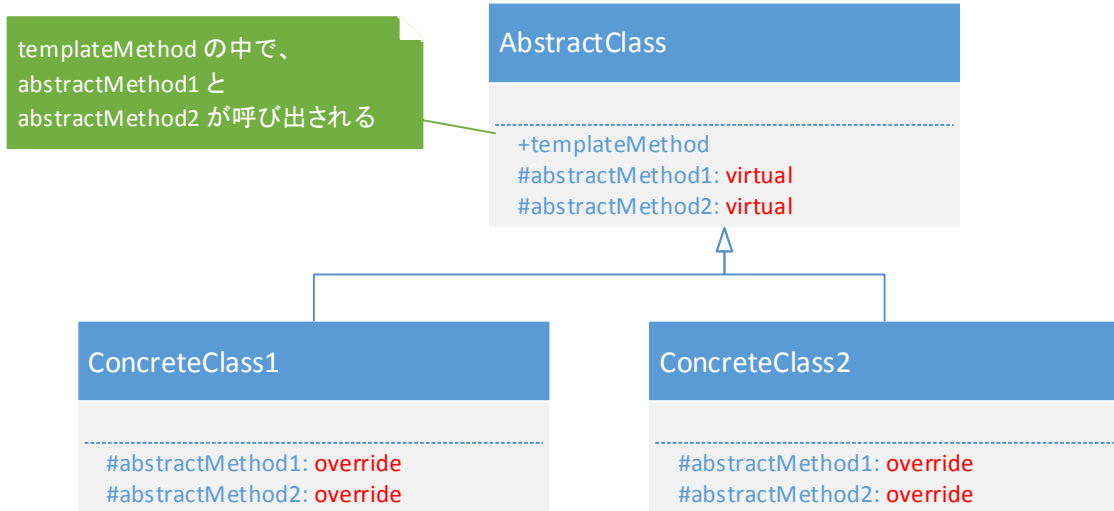 templateMethod の中で、
abstractMethod1 と
abstractMethod2 が呼び出される
AbstractClass
+templateMethod
#abstractMethod1: virtual
#abstractMethod2: virtual
ConcreteClass1
#abstractMethod1: override
#abstractMethod2: override
ConcreteClass2
#abstractMethod1: override
#abstractMethod2: override